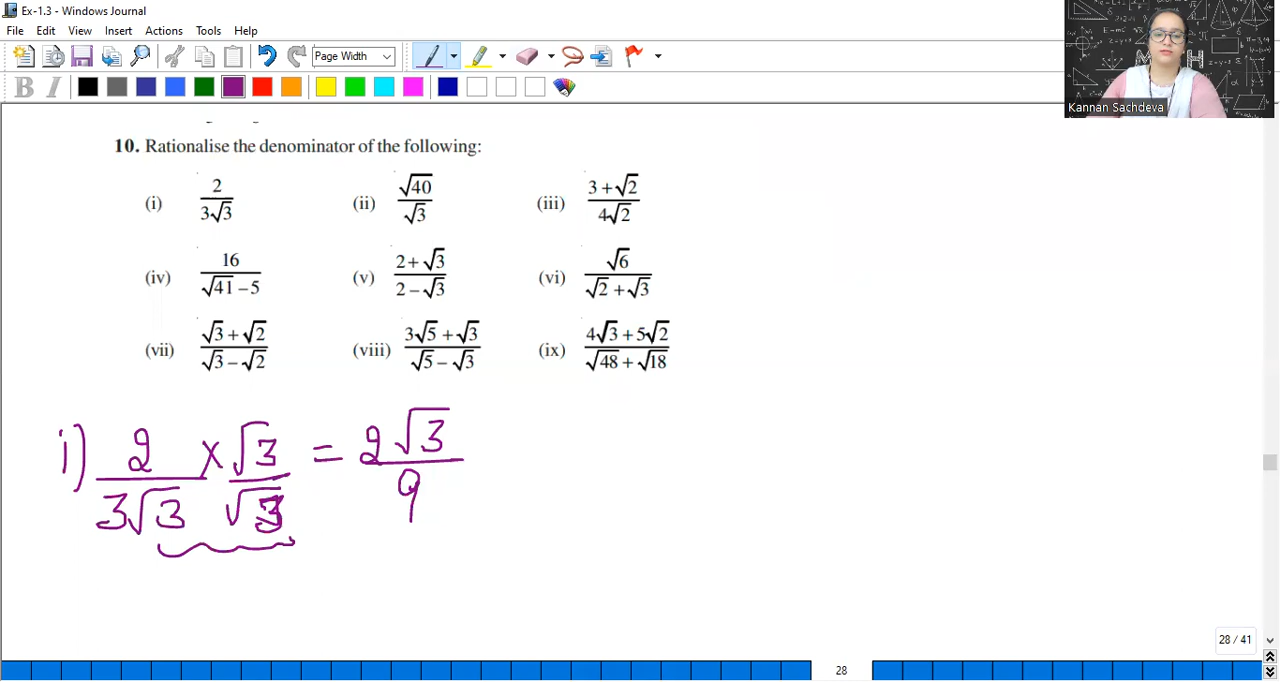 Ex-1.3 - Windows Journal
File Edit View Insert Actions Tools Help
Page Width
B I
Kannan Sachdeva
10. Rationalise the denominator of the following:
(i) 2/3√3 (ii) √40/√3 (iii) 3+√2/4√2
(iv) 16/√41−5 (v) 2+√3/2−√3 (vi) √6/√2+√3
(vii) √3+√2/√3−√2 (viii) 3√5+√3/√5−√3 (ix) 4√3+5√2/√48+√18
i) 2/3√3 × √3/√3 = 2√3/9
28 / 41
28